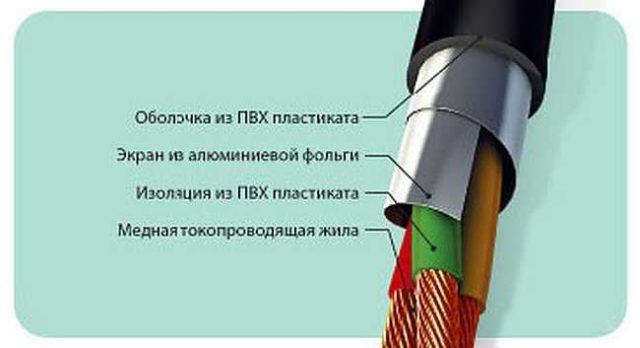 Оболочка из ПВХ пластиката
Экран из алюминиевой фольги
Изоляция из ПВХ пластиката
Медная токопроводящая жила